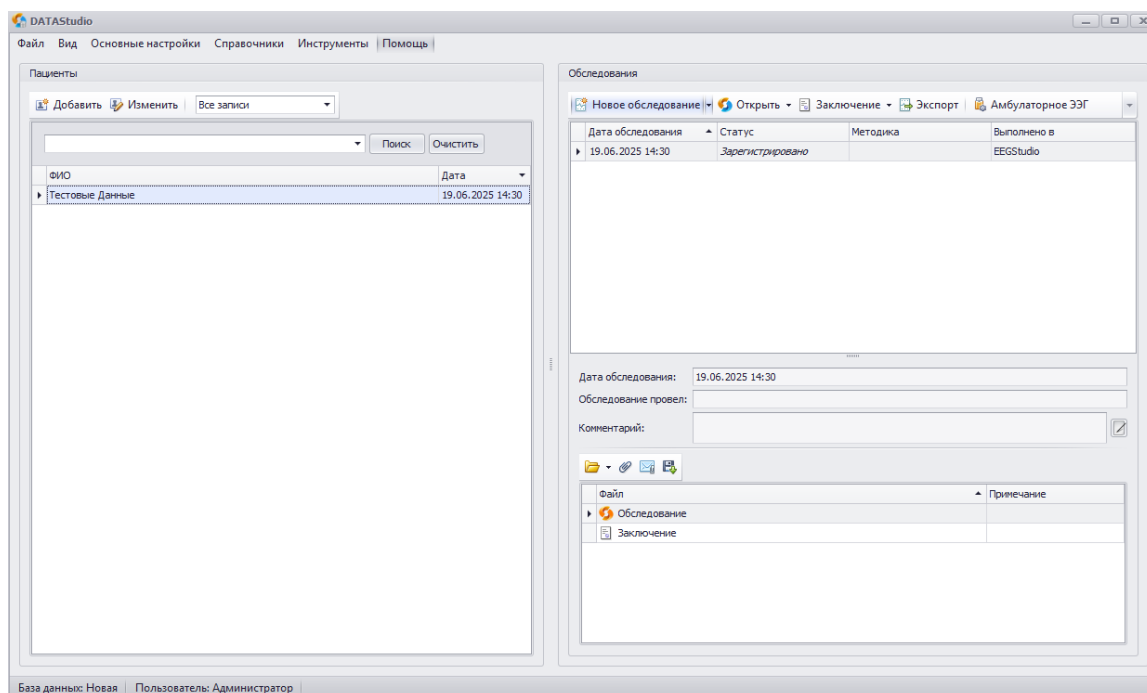 DATAStudio
Файл Вид Основные настройки Справочники Инструменты Помощь
Пациенты
Добавить Изменить Все записи
Поиск Очистить
ФИО Дата
Тестовые Данные 19.06.2025 14:30
Обследования
Новое обследование Открыть Заключение Экспорт Амбулаторное ЭЭГ
Дата обследования Статус Методика Выполнено в
19.06.2025 14:30 Зарегистрировано EEGStudio
Дата обследования: 19.06.2025 14:30
Обследование провел:
Комментарий:
Файл Примечание
Обследование
Заключение
База данных: Новая Пользователь: Администратор